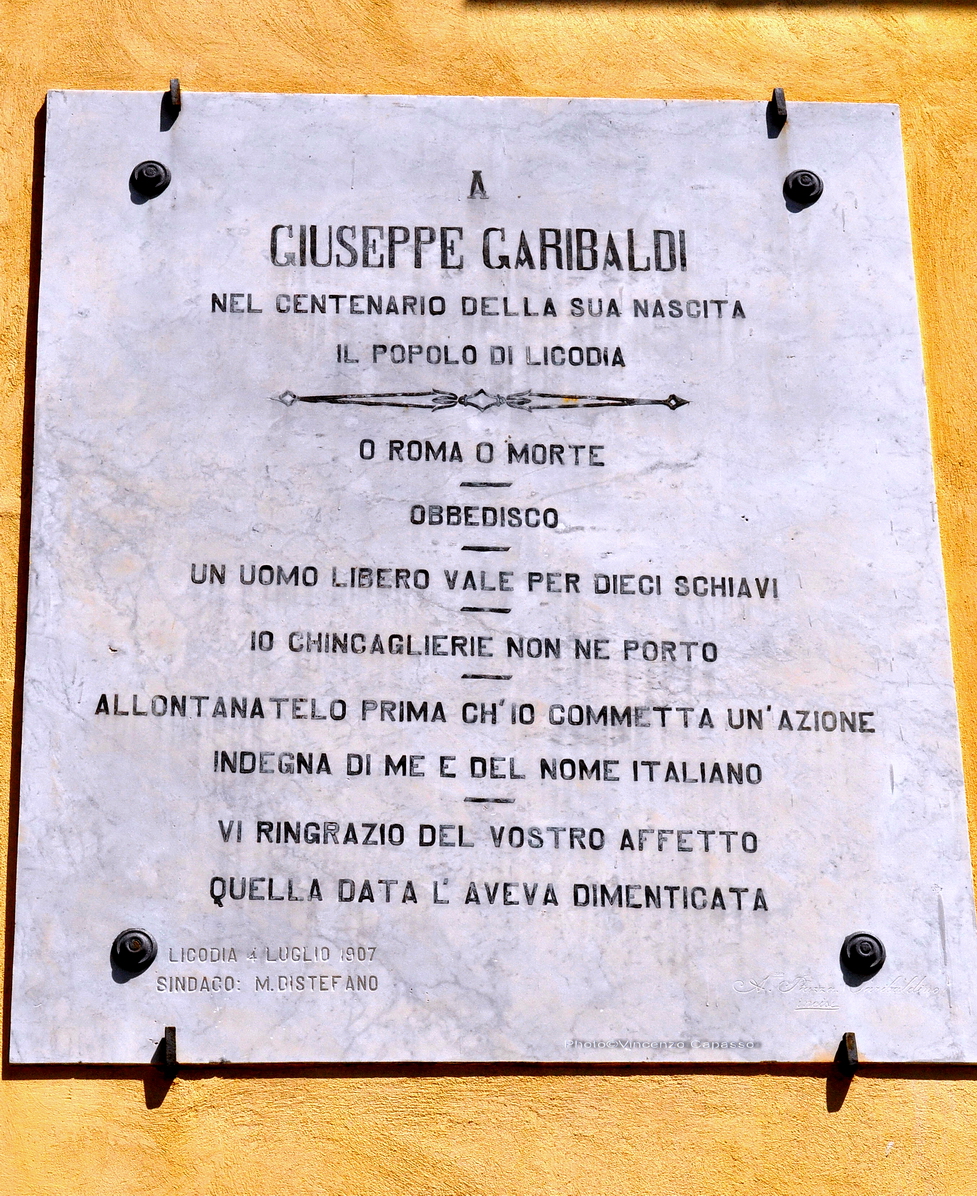 A
GIUSEPPE GARIBALDI
NEL CENTENARIO DELLA SUA NASCITA
IL POPOLO DI LICODIA
O ROMA O MORTE
OBBEDISCO
UN UOMO LIBERO VALE PER DIECI SCHIAVI
IO CHINCAGLIERIE NON NE PORTO
ALLONTANATELO PRIMA CH'IO COMMETTA UN'AZIONE
INDEGNA DI ME E DEL NOME ITALIANO
VI RINGRAZIO DEL VOSTRO AFFETTO
QUELLA DATA L'AVEVA DIMENTICATA
LICODIA 4 LUGLIO 1907
SINDACO: M. DISTEFANO
Photo©Vincenzo Capasso